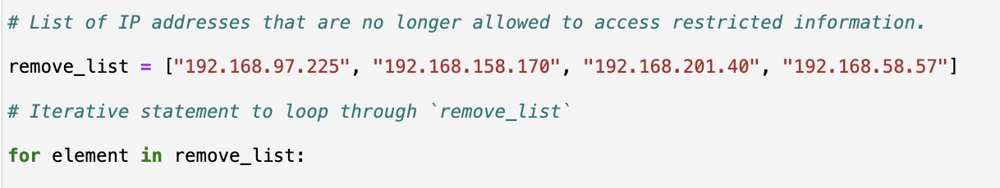 # List of IP addresses that are no longer allowed to access restricted information.
remove_list = ["192.168.97.225", "192.168.158.170", "192.168.201.40", "192.168.58.57"]
# Iterative statement to loop through `remove_list`
for element in remove_list: